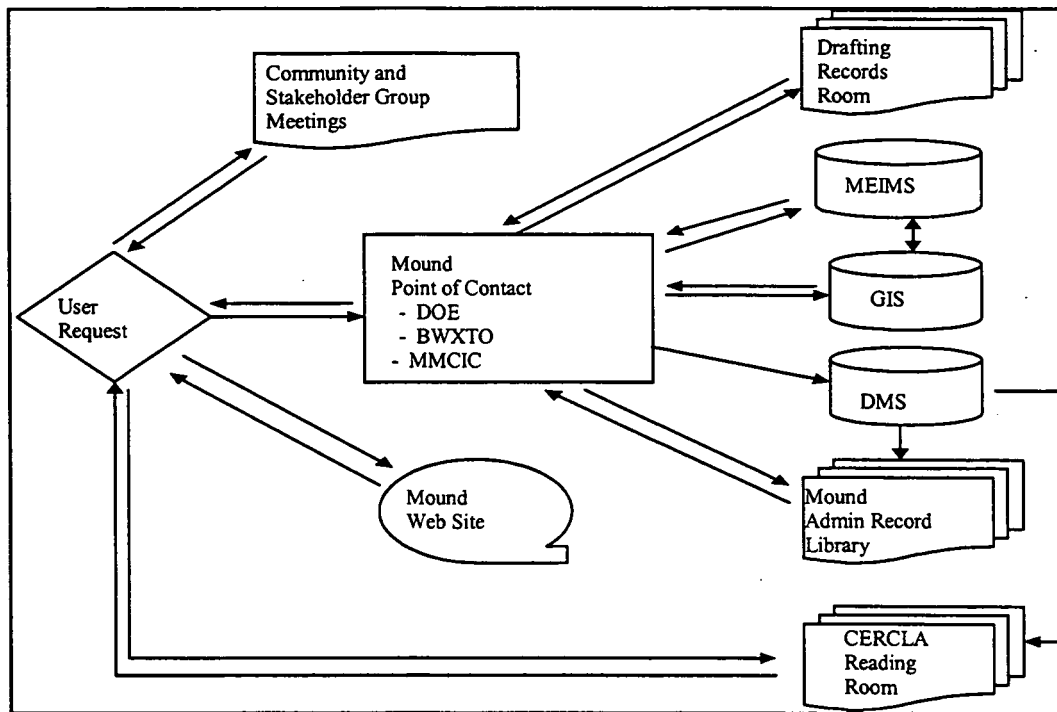 Community and
Stakeholder Group
Meetings
Drafting
Records
Room
MEIMS
User
Request
Mound
Point of Contact
- DOE
- BWXTO
- MMCIC
GIS
DMS
Mound
Web Site
Mound
Admin Record
Library
CERCLA
Reading
Room